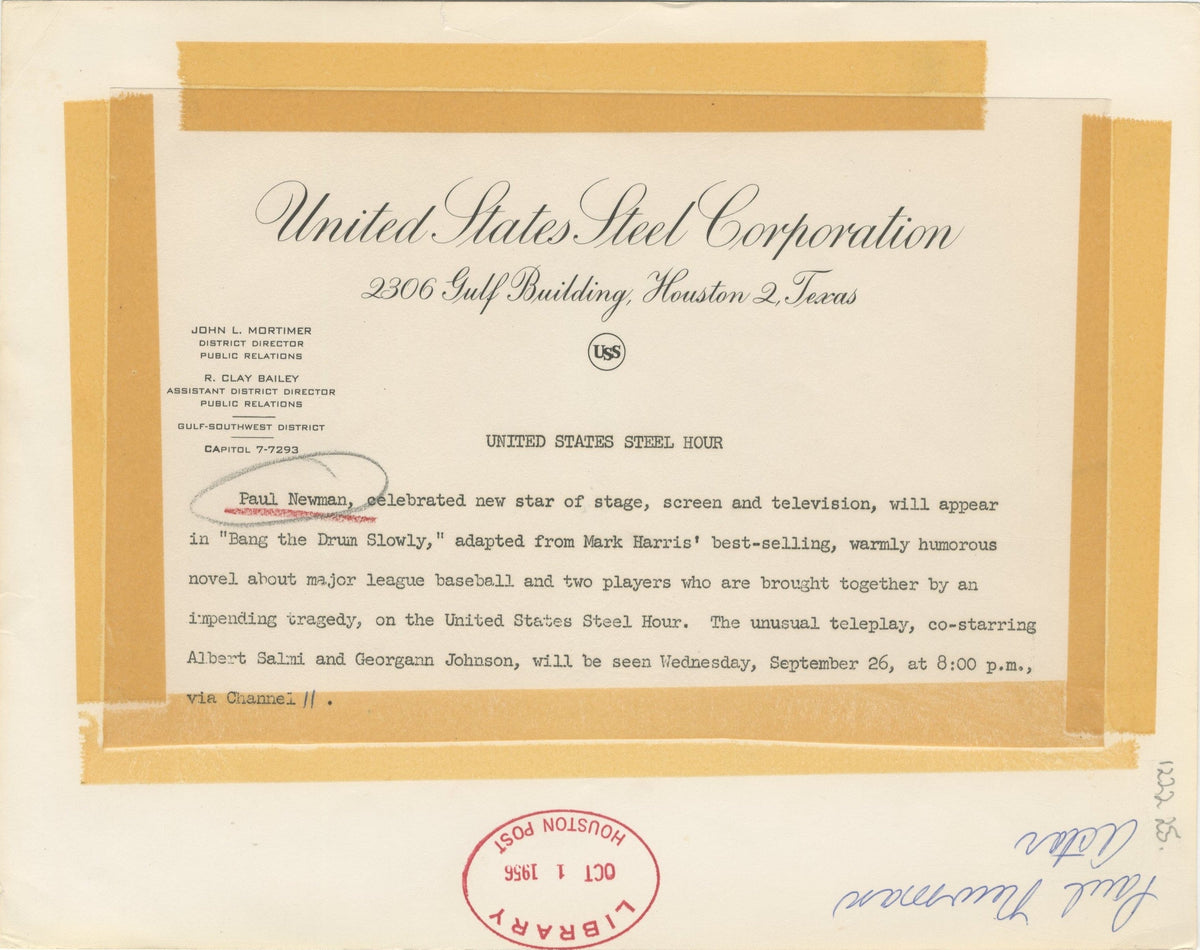 United States Steel Corporation
2306 Gulf Building, Houston 2, Texas
USS
JOHN L. MORTIMER
DISTRICT DIRECTOR
PUBLIC RELATIONS
R. CLAY BAILEY
ASSISTANT DISTRICT DIRECTOR
PUBLIC RELATIONS
GULF-SOUTHWEST DISTRICT
CAPITOL 7-7293
UNITED STATES STEEL HOUR
Paul Newman, celebrated new star of stage, screen and television, will appear
in "Bang the Drum Slowly," adapted from Mark Harris' best-selling, warmly humorous
novel about major league baseball and two players who are brought together by an
impending tragedy, on the United States Steel Hour. The unusual teleplay, co-starring
Albert Salmi and Georgann Johnson, will be seen Wednesday, September 26, at 8:00 p.m.,
via Channel 11.
LIBRARY
OCT 1 1956
HOUSTON POST
Paul Newman
Actor